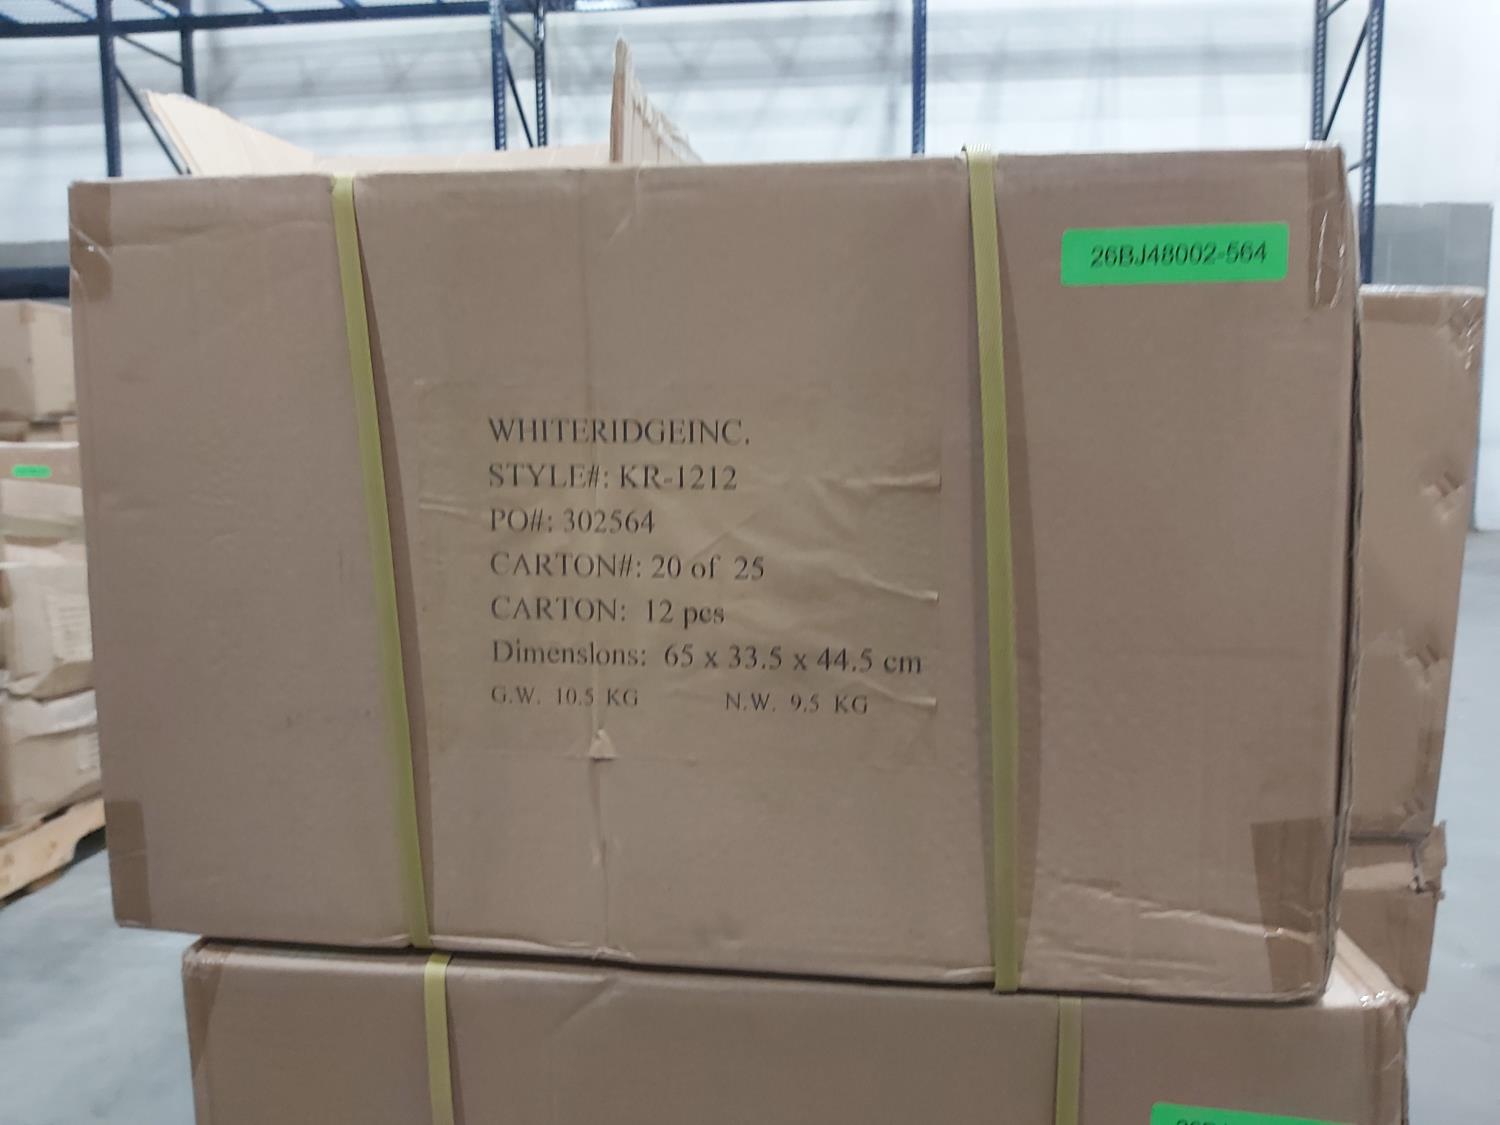 26BJ48002-564
WHITERIDGEINC.
STYLE#: KR-1212
PO#: 302564
CARTON#: 20 of 25
CARTON: 12 pcs
Dimensions: 65 x 33.5 x 44.5 cm
G.W. 10.5 KG N.W. 9.5 KG